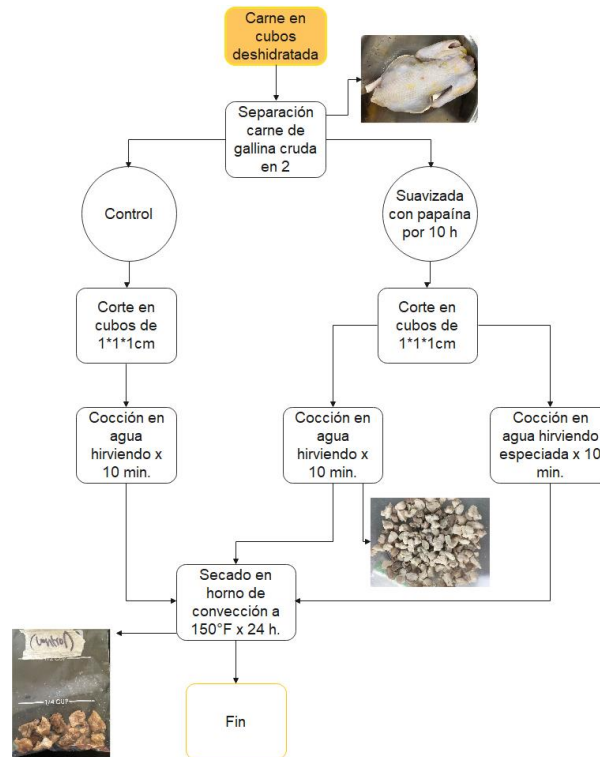 Carne en
cubos
deshidratada
Separación
carne de
gallina cruda
en 2
Control
Suavizada
con papaína
por 10 h
Corte en
cubos de
1*1*1cm
Corte en
cubos de
1*1*1cm
Cocción en
agua
hirviendo x
10 min.
Cocción en
agua
hirviendo x
10 min.
Cocción en
agua hirviendo
especiada x 10
min.
Secado en
horno de
convección a
150°F x 24 h.
(control)
1/4 CUP
Fin